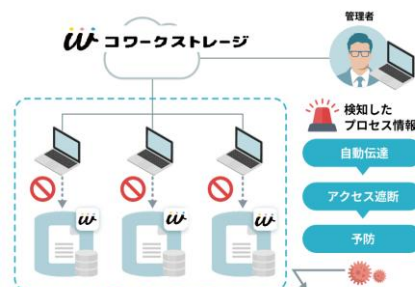 管理者
w コワークストレージ
検知した
プロセス情報
自動伝達
アクセス遮断
予防
w
w
w